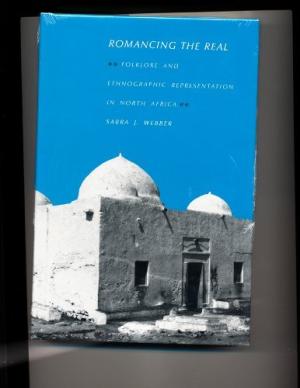 ROMANCING THE REAL
FOLKLORE AND
ETHNOGRAPHIC REPRESENTATION
IN NORTH AFRICA
SABRA J. WEBBER